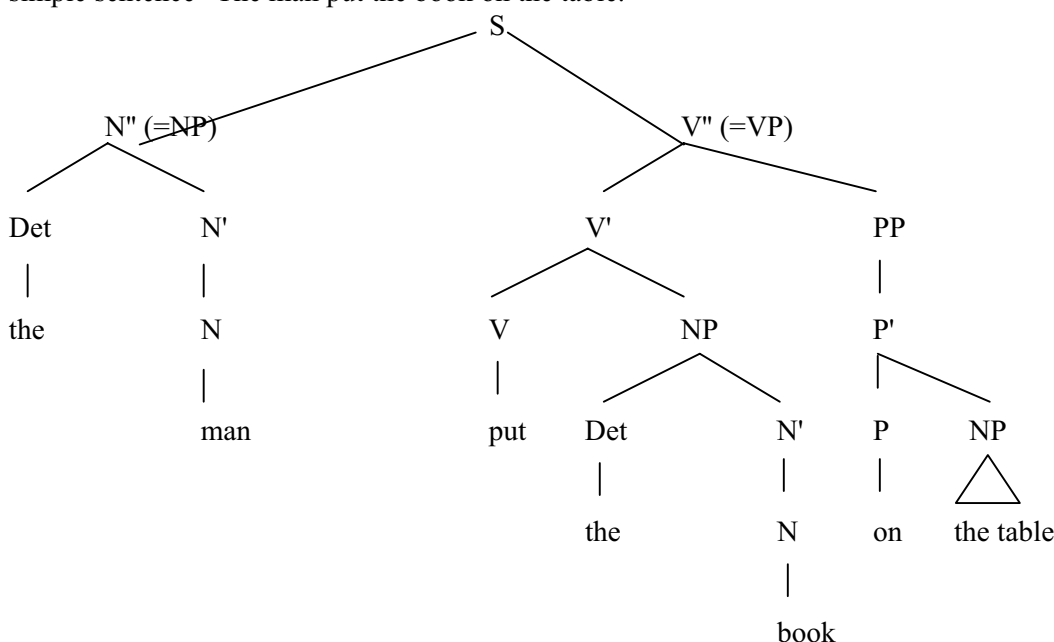 simple sentence "The man put the book on the table."
S
N" (=NP) V" (=VP)
Det N' V' PP
the N V NP P'
man put Det N' P NP
the N on the table
book